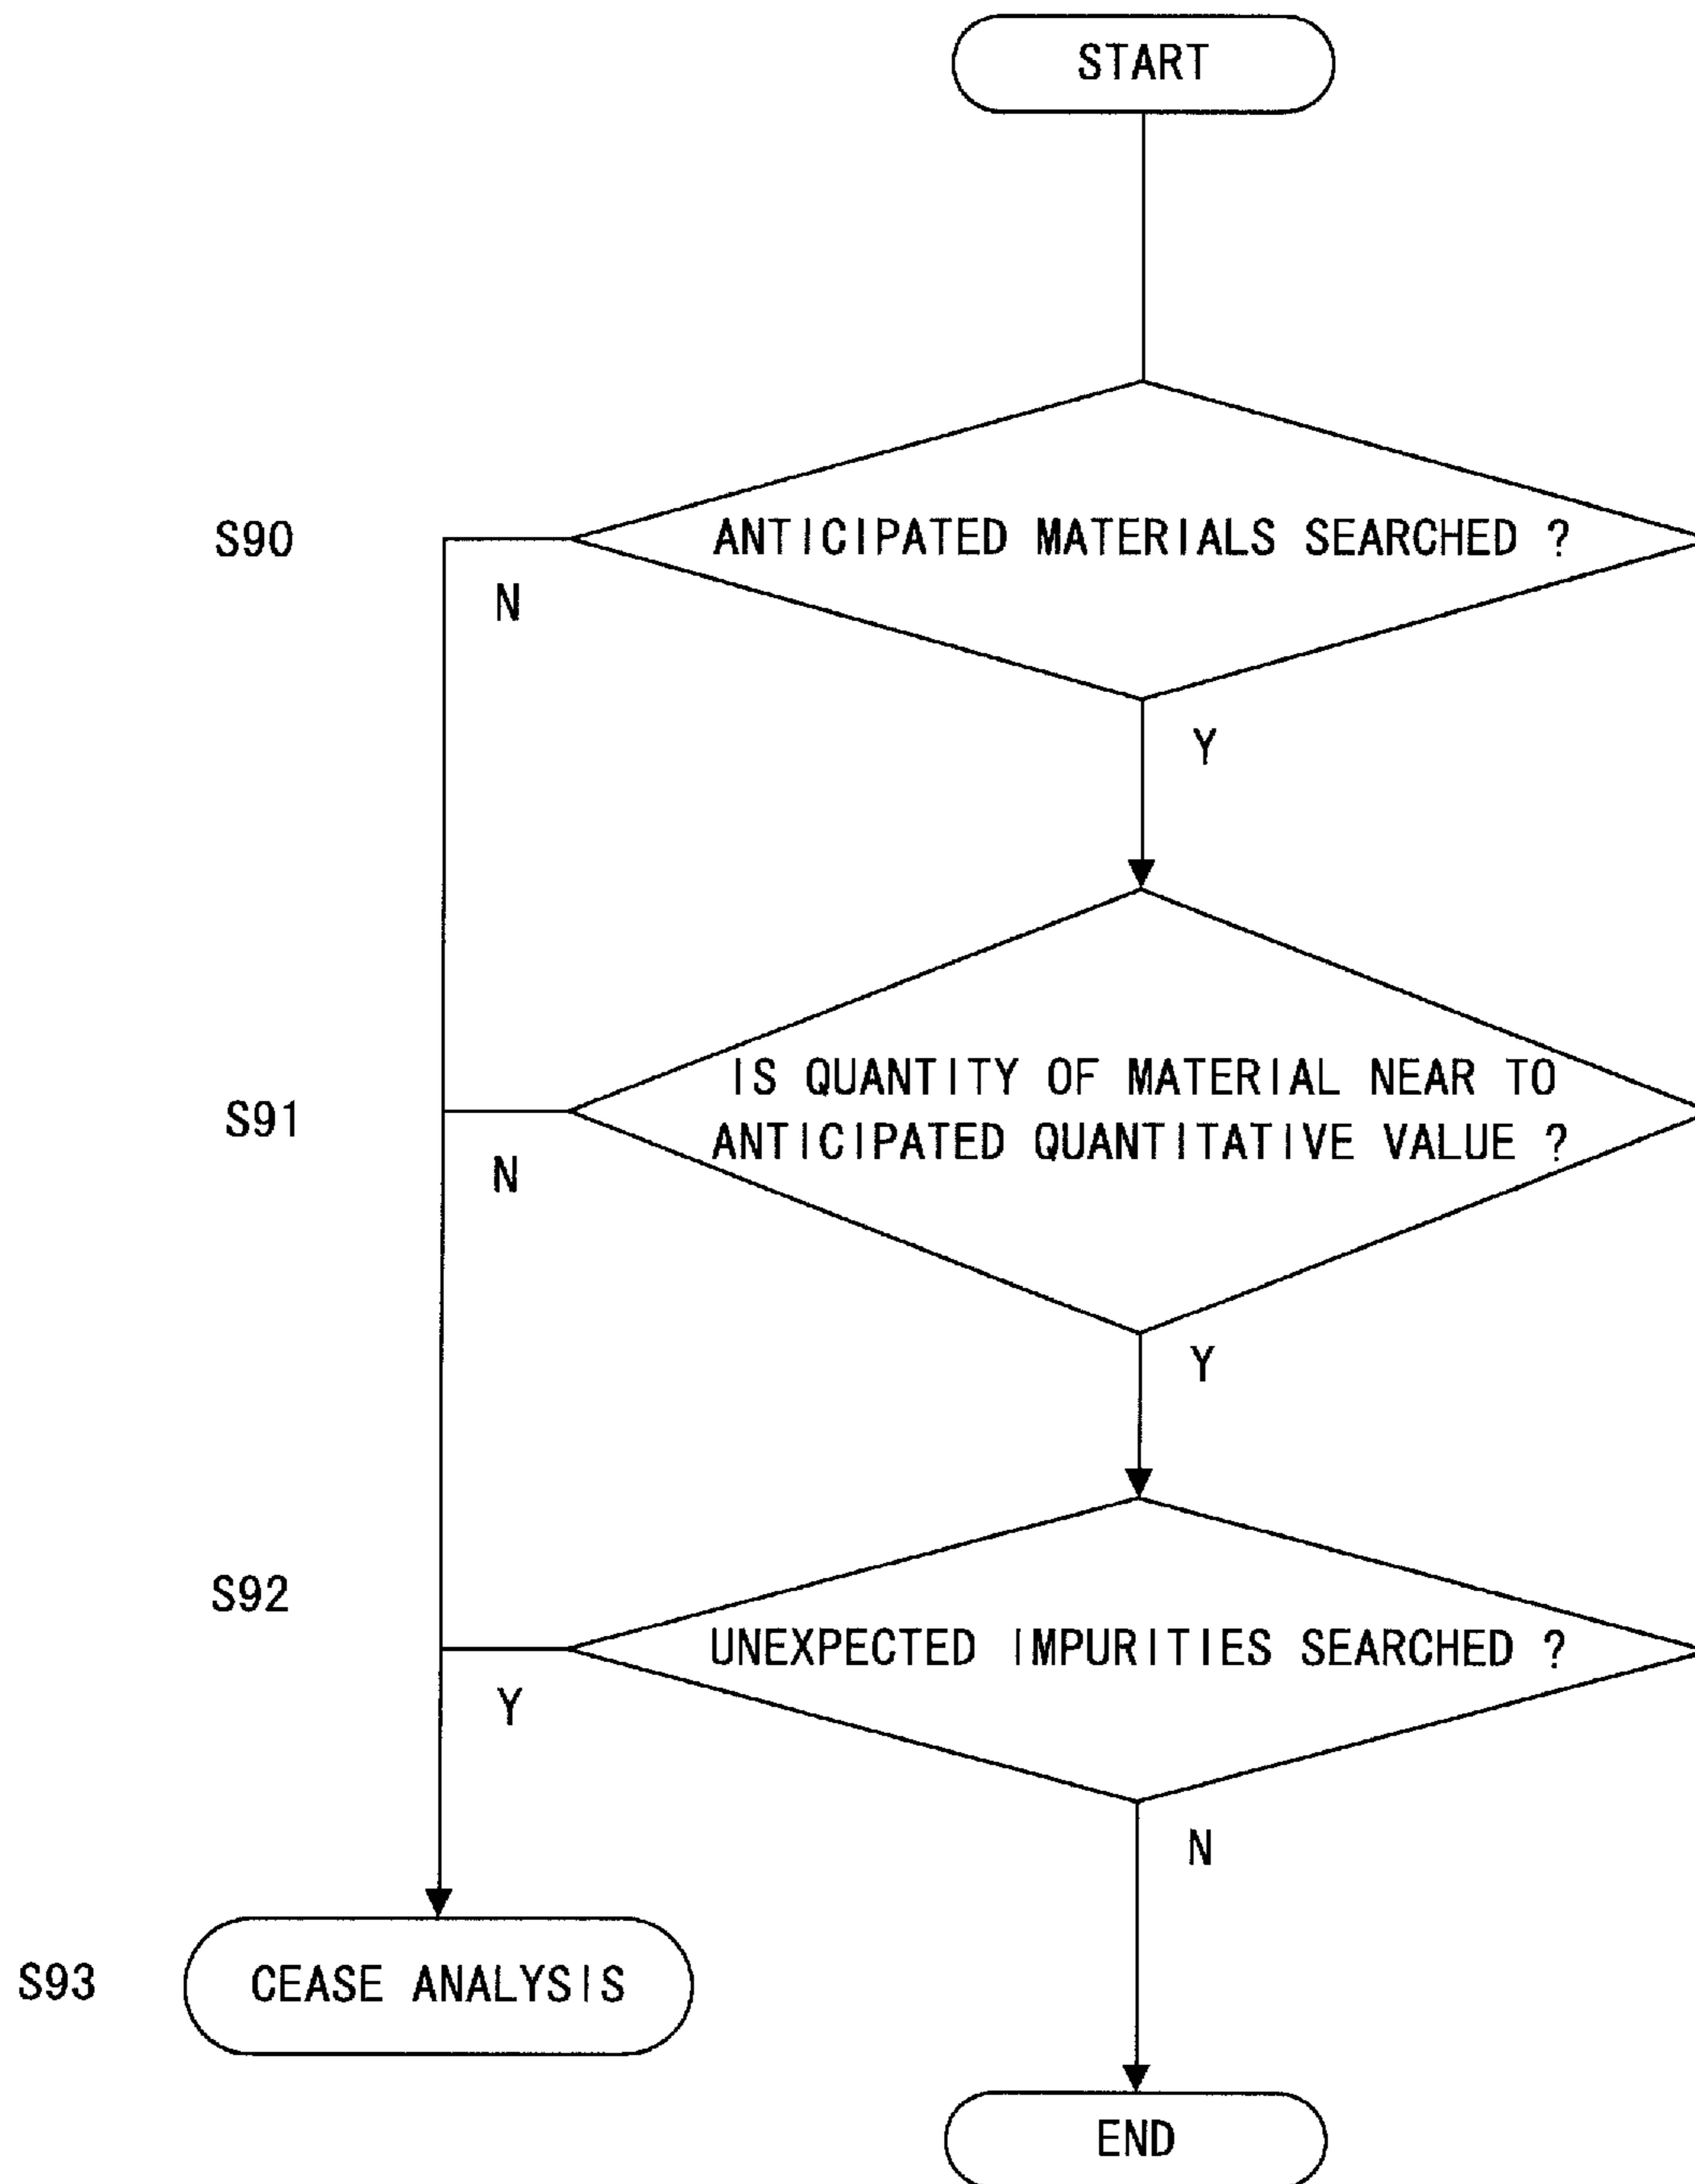 START
S90
ANTICIPATED MATERIALS SEARCHED ?
N
Y
S91
IS QUANTITY OF MATERIAL NEAR TO
ANTICIPATED QUANTITATIVE VALUE ?
N
Y
S92
UNEXPECTED IMPURITIES SEARCHED ?
Y
N
S93
CEASE ANALYSIS
END